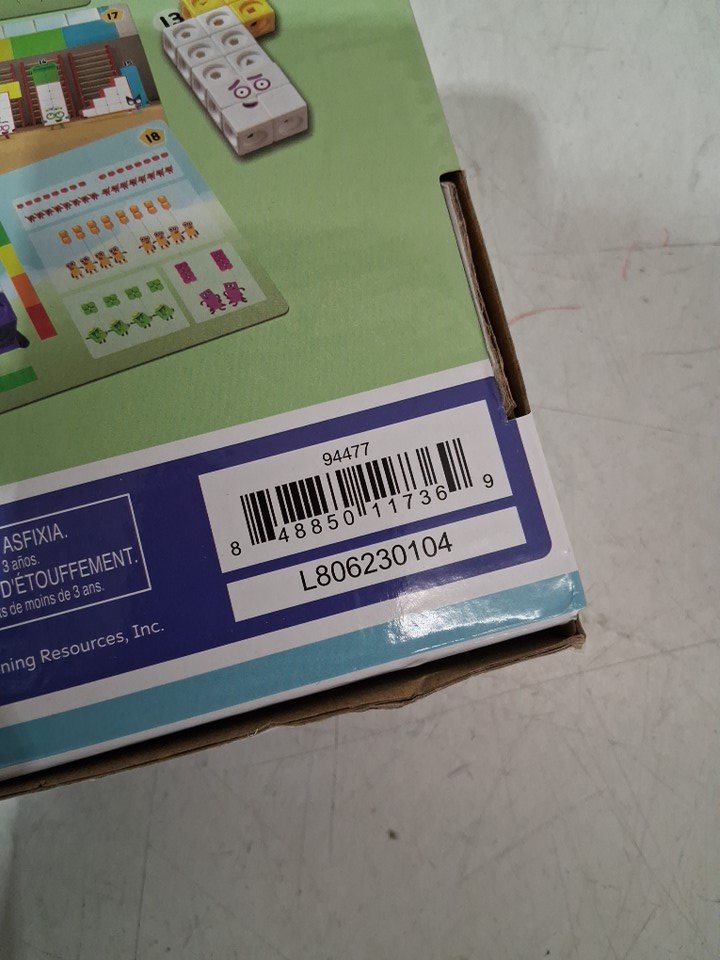 17
13
18
94477
8 48850 11736 9
L806230104
ASFIXIA.
3 años.
D'ÉTOUFFEMENT.
de moins de 3 ans.
Resources, Inc.